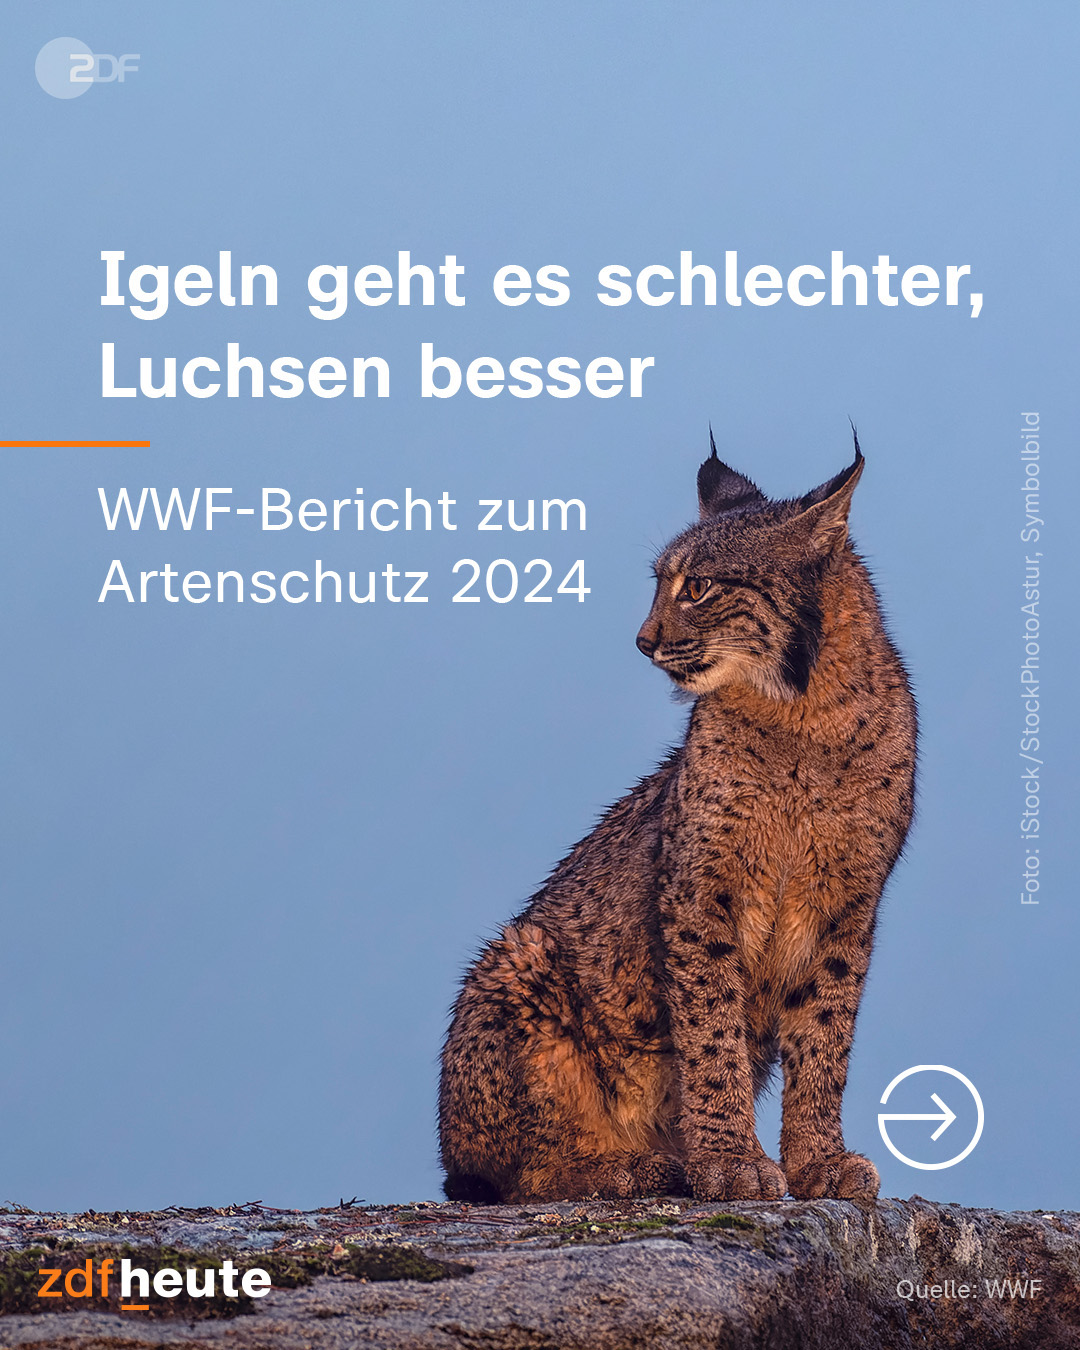 ZDF
Igeln geht es schlechter,
Luchsen besser
WWF-Bericht zum
Artenschutz 2024
Foto: iStock/StockPhotoAstur, Symbolbild
zdfheute
Quelle: WWF